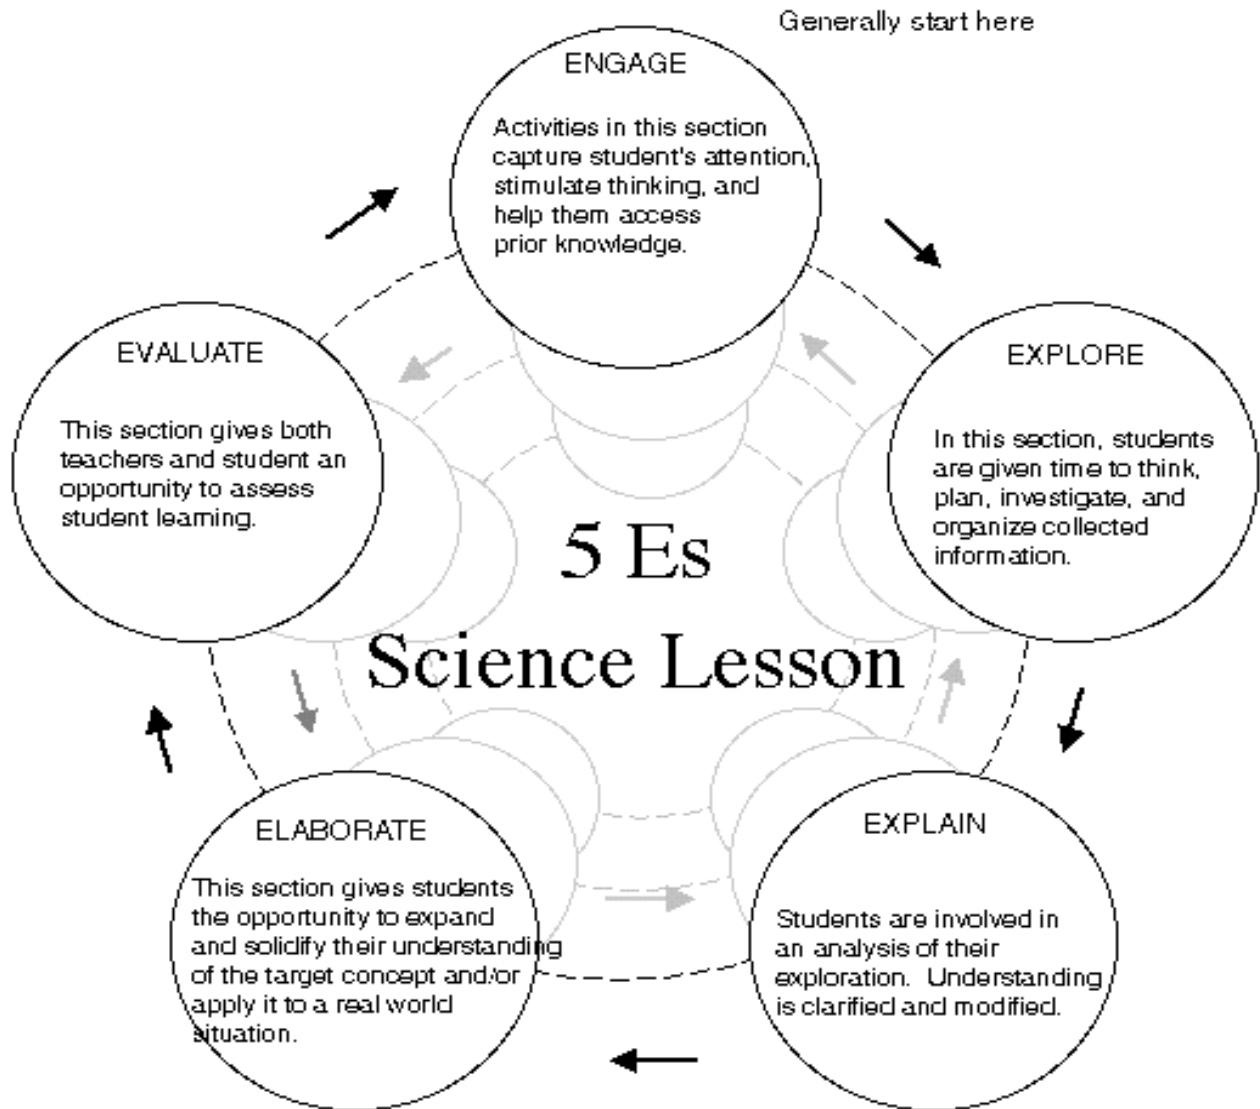 Generally start here
ENGAGE
Activities in this section
capture student's attention,
stimulate thinking, and
help them access
prior knowledge.
EXPLORE
In this section, students
are given time to think,
plan, investigate, and
organize collected
information.
EXPLAIN
Students are involved in
an analysis of their
exploration. Understanding
is clarified and modified.
ELABORATE
This section gives students
the opportunity to expand
and solidify their understanding
of the target concept and/or
apply it to a real world
situation.
EVALUATE
This section gives both
teachers and student an
opportunity to assess
student learning.
5 Es
Science Lesson